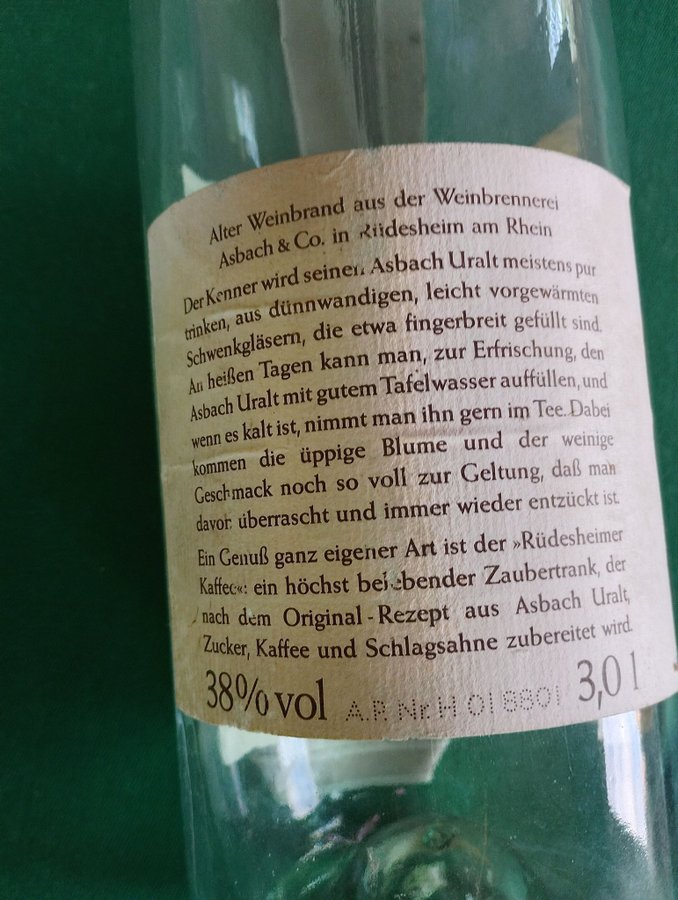 Alter Weinbrand aus der Weinbrennerei
Asbach & Co. in Rüdesheim am Rhein
Der Kenner wird seinen Asbach Uralt meistens pur
trinken, aus dünnwandigen, leicht vorgewärmten
Schwenkgläsern, die etwa fingerbreit gefüllt sind.
An heißen Tagen kann man, zur Erfrischung, den
Asbach Uralt mit gutem Tafelwasser auffüllen, und
wenn es kalt ist, nimmt man ihn gern im Tee. Dabei
kommen die üppige Blume und der weinige
Geschmack noch so voll zur Geltung, daß man
davon überrascht und immer wieder entzückt ist.
Ein Genuß ganz eigener Art ist der »Rüdesheimer
Kaffee«: ein höchst belebender Zaubertrank, der
nach dem Original-Rezept aus Asbach Uralt,
Zucker, Kaffee und Schlagsahne zubereitet wird.
38% vol A.P. Nr. H 01 8801 3,0 l